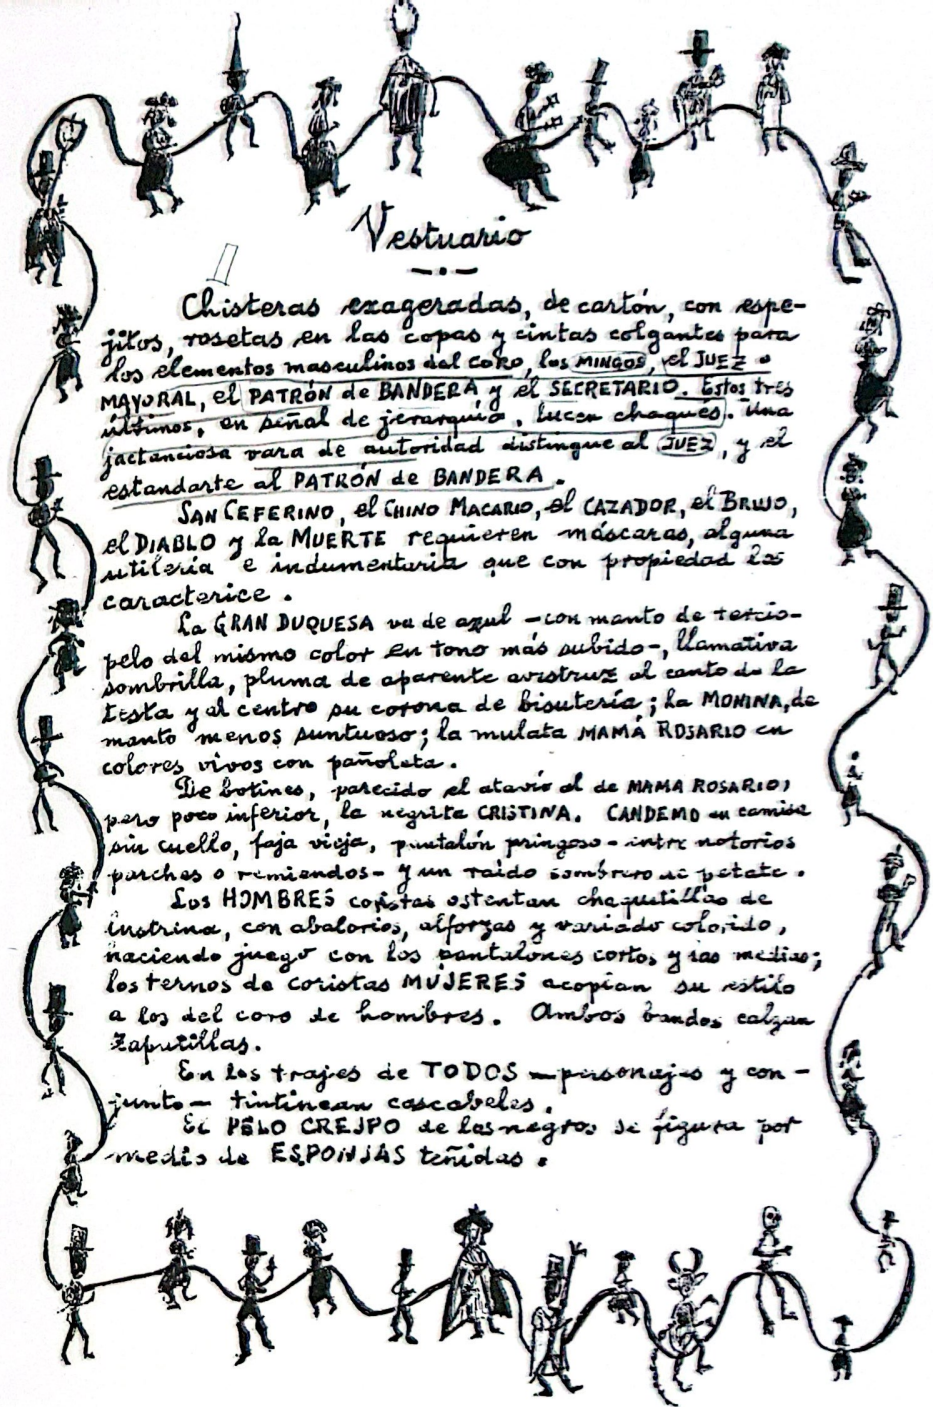 Vestuario
Chisteras exageradas, de cartón, con espe-
jitos, rosetas en las copas y cintas colgantes para
los elementos masculinos del coro, los MINGOS, el JUEZ o
MAYORAL, el PATRÓN de BANDERA y el SECRETARIO. Estos tres
últimos, en señal de jerarquía, lucen chaqués. Una
jactanciosa vara de autoridad distingue al JUEZ, y el
estandarte al PATRÓN de BANDERA.
SAN CEFERINO, el CHINO MACARIO, el CAZADOR, el BRUJO,
el DIABLO y la MUERTE requieren máscaras, alguna
utilería e indumentaria que con propiedad los
caracterice.
La GRAN DUQUESA va de azul -con manto de tercio-
pelo del mismo color en tono más subido-, llamativa
sombrilla, pluma de aparente avestruz al canto de la
testa y al centro su corona de bisutería; la MONINA, de
manto menos suntuoso; la mulata MAMÁ ROSARIO en
colores vivos con pañoleta.
De botines, parecido el atavío al de MAMA ROSARIO,
pero poco inferior, la negrita CRISTINA. CANDEMO en camisa
sin cuello, faja vieja, pantalón pringoso - entre notorios
parches o remiendos - y un raído sombrero de petate.
Los HOMBRES coristas ostentan chaquetillas de
lustrina, con abalorios, alforzas y variado colorido,
haciendo juego con los pantalones cortos y las medias;
los ternos de coristas MUJERES acopian su estilo
a los del coro de hombres. Ambos bandos calzan
zapatillas.
En los trajes de TODOS -personajes y con-
junto- tintinean cascabeles.
El PELO CRESPO de los negros se figura por
medio de ESPONJAS teñidas.